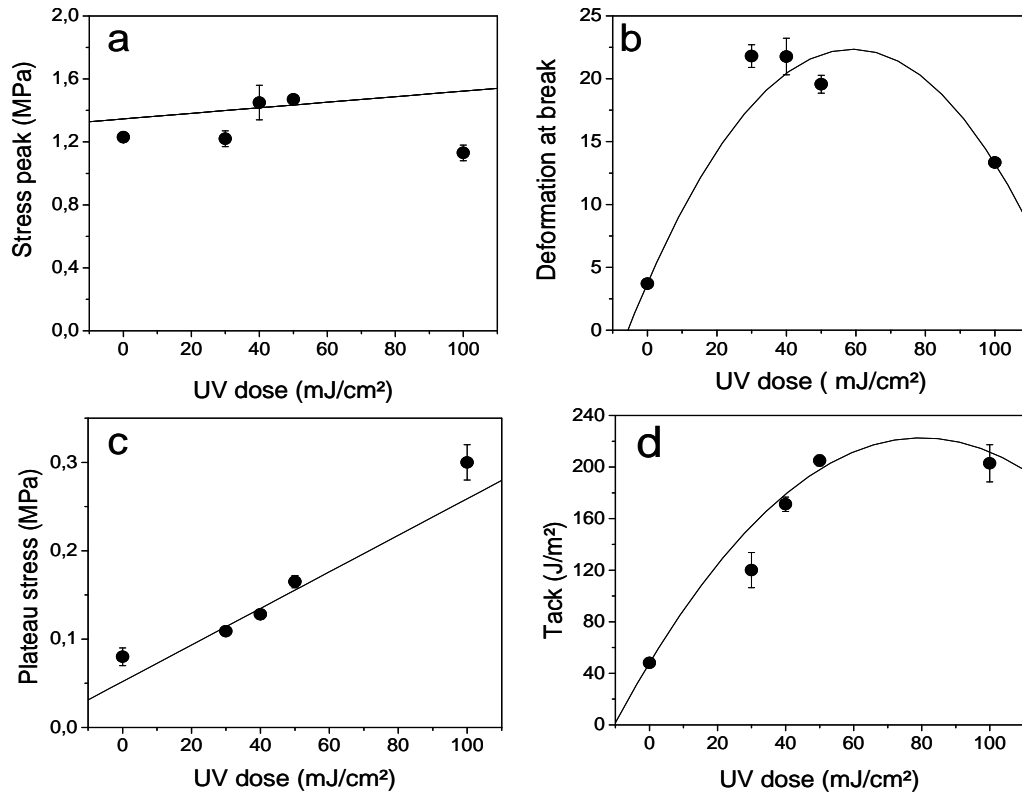 a
2,0
1,6
1,2
0,8
0,4
0,0
Stress peak (MPa)
0 20 40 60 80 100
UV dose (mJ/cm²)
b
25
20
15
10
5
0
Deformation at break
0 20 40 60 80 100
UV dose ( mJ/cm²)
c
0,3
0,2
0,1
0,0
Plateau stress (MPa)
0 20 40 60 80 100
UV dose (mJ/cm²)
d
240
200
160
120
80
40
0
Tack (J/m²)
0 20 40 60 80 100
UV dose (mJ/cm²)